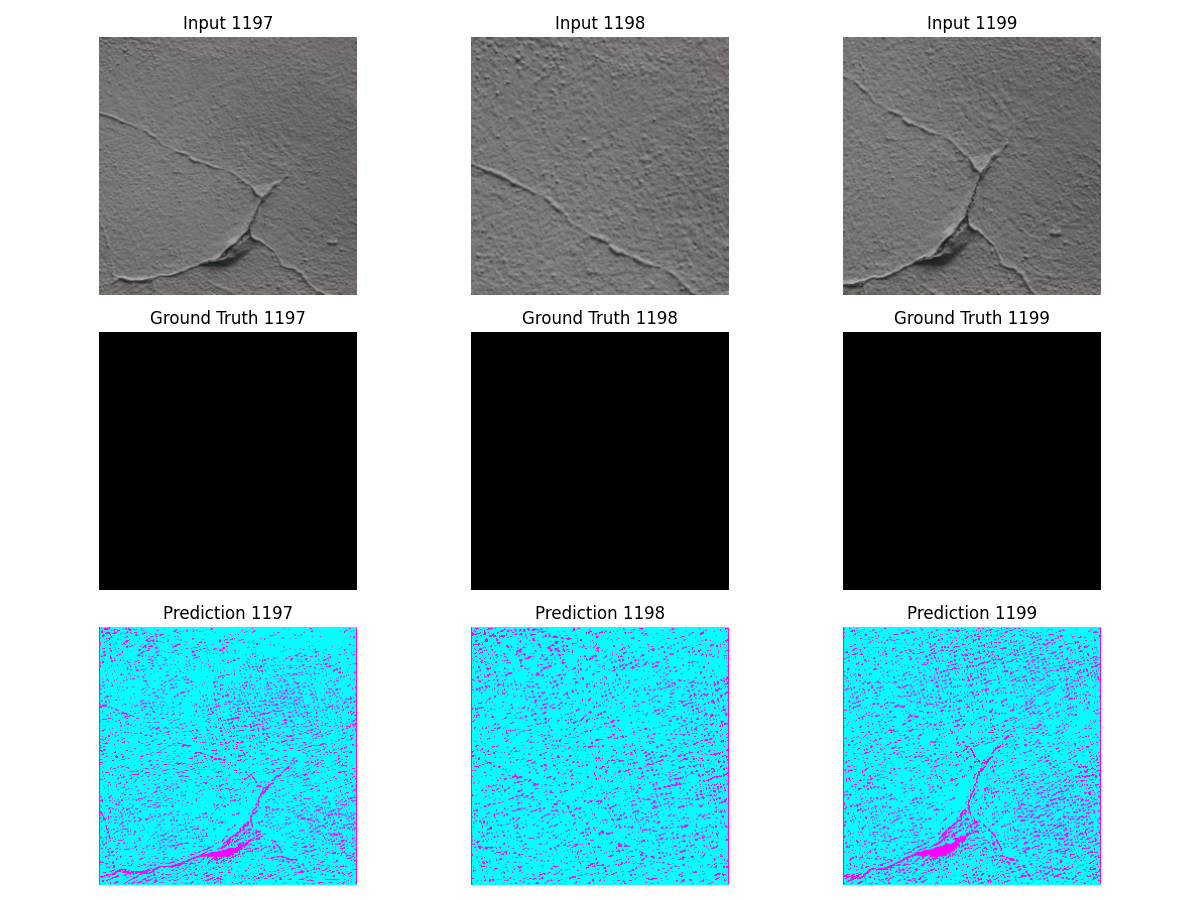 Input 1197
Input 1198
Input 1199
Ground Truth 1197
Ground Truth 1198
Ground Truth 1199
Prediction 1197
Prediction 1198
Prediction 1199